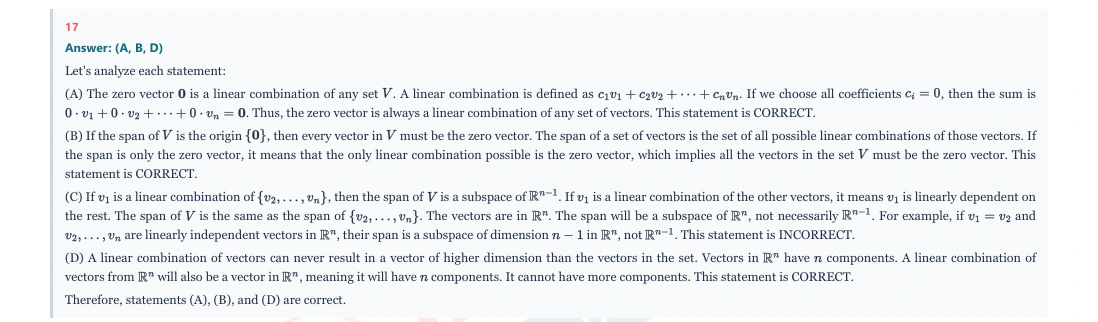 17
Answer: (A, B, D)
Let's analyze each statement:
(A) The zero vector 𝟎 is a linear combination of any set V. A linear combination is defined as c₁v₁ + c₂v₂ + ⋯ + cₙvₙ. If we choose all coefficients cᵢ = 0, then the sum is
0 · v₁ + 0 · v₂ + ⋯ + 0 · vₙ = 𝟎. Thus, the zero vector is always a linear combination of any set of vectors. This statement is CORRECT.
(B) If the span of V is the origin {𝟎}, then every vector in V must be the zero vector. The span of a set of vectors is the set of all possible linear combinations of those vectors. If
the span is only the zero vector, it means that the only linear combination possible is the zero vector, which implies all the vectors in the set V must be the zero vector. This
statement is CORRECT.
(C) If v₁ is a linear combination of {v₂, . . . , vₙ}, then the span of V is a subspace of ℝⁿ⁻¹. If v₁ is a linear combination of the other vectors, it means v₁ is linearly dependent on
the rest. The span of V is the same as the span of {v₂, . . . , vₙ}. The vectors are in ℝⁿ. The span will be a subspace of ℝⁿ, not necessarily ℝⁿ⁻¹. For example, if v₁ = v₂ and
v₂, . . . , vₙ are linearly independent vectors in ℝⁿ, their span is a subspace of dimension n − 1 in ℝⁿ, not ℝⁿ⁻¹. This statement is INCORRECT.
(D) A linear combination of vectors can never result in a vector of higher dimension than the vectors in the set. Vectors in ℝⁿ have n components. A linear combination of
vectors from ℝⁿ will also be a vector in ℝⁿ, meaning it will have n components. It cannot have more components. This statement is CORRECT.
Therefore, statements (A), (B), and (D) are correct.